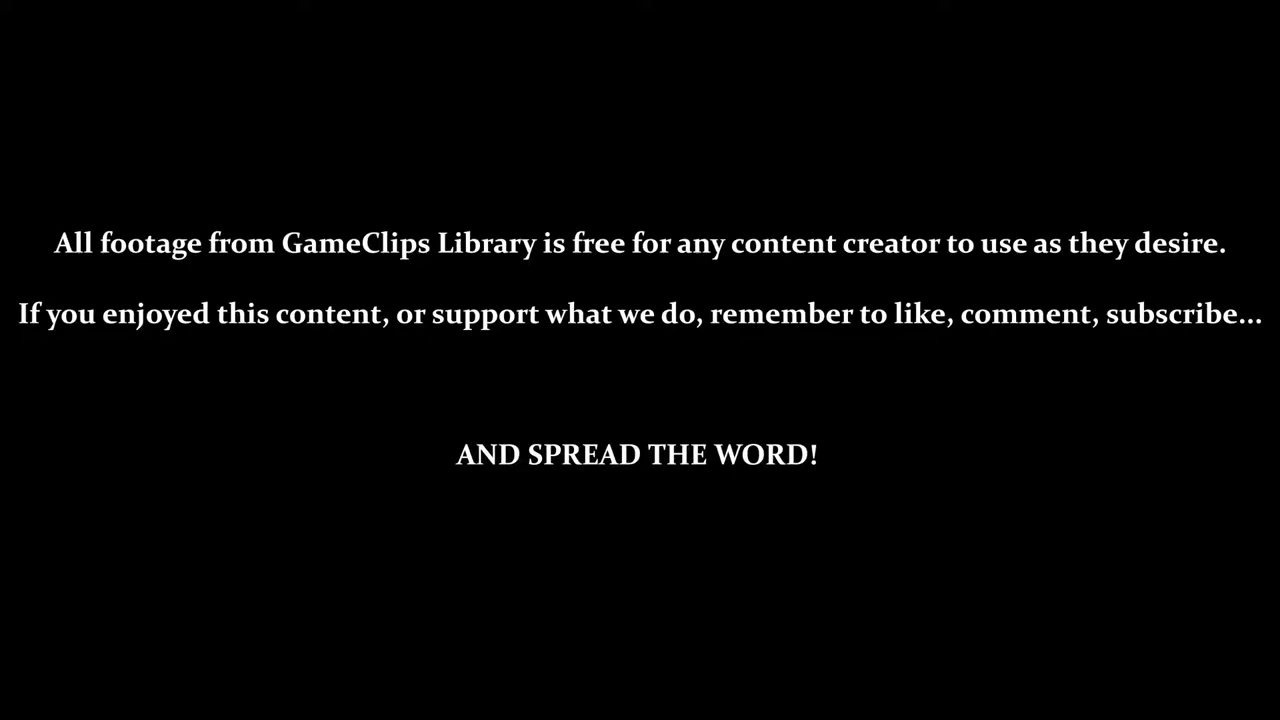 All footage from GameClips Library is free for any content creator to use as they desire.
If you enjoyed this content, or support what we do, remember to like, comment, subscribe...
AND SPREAD THE WORD!